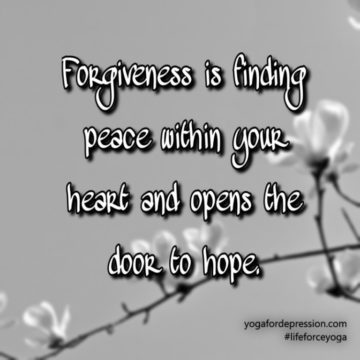 Forgiveness is finding
peace within your
heart and opens the
door to hope.
yogafordepression.com
#lifeforceyoga